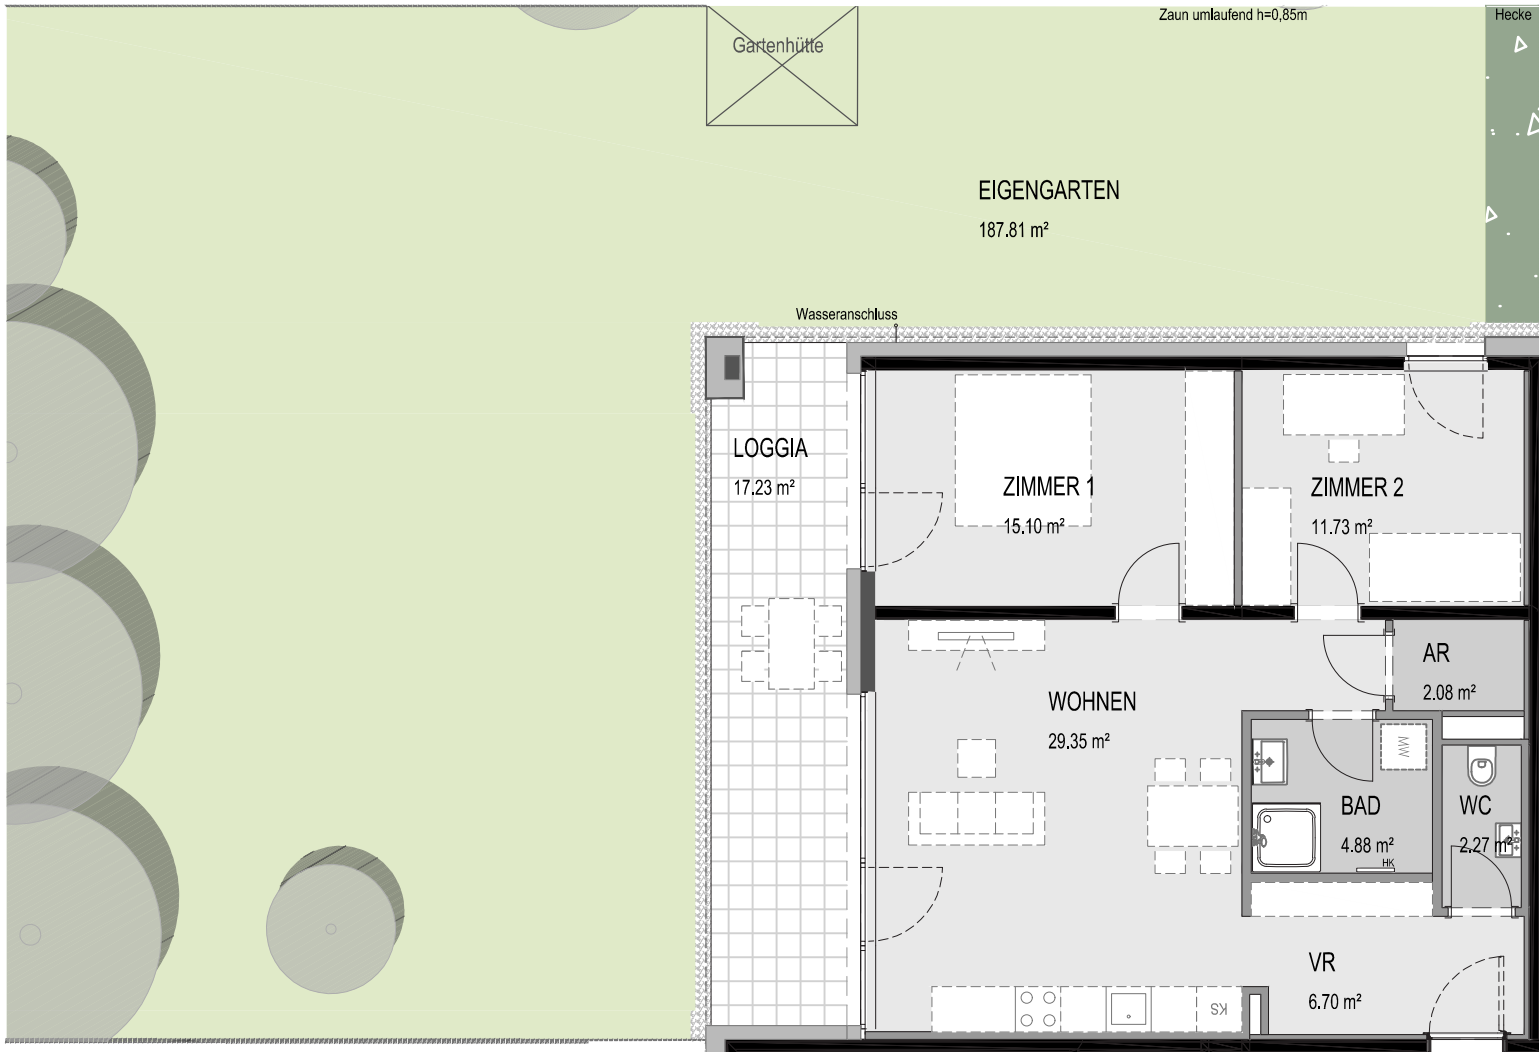 Zaun umlaufend h=0,85m
Hecke
Gartenhütte
EIGENGARTEN
187.81 m²
Wasseranschluss
LOGGIA
17.23 m²
ZIMMER 1
15.10 m²
ZIMMER 2
11.73 m²
AR
2.08 m²
WOHNEN
29.35 m²
MW
BAD
4.88 m²
HK
WC
2.27 m²
VR
6.70 m²
KS